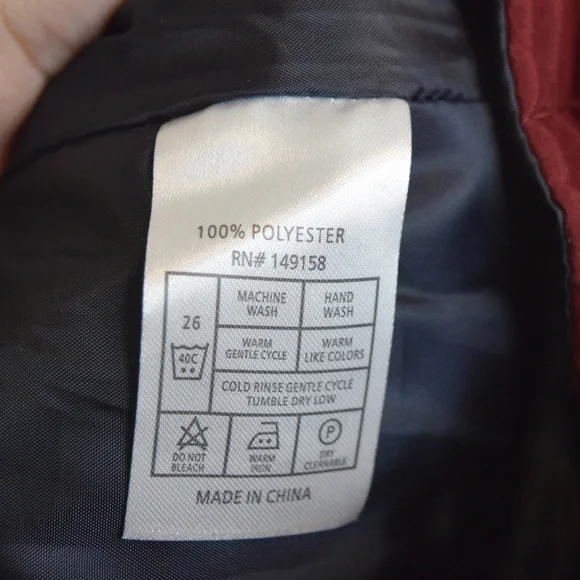 100% POLYESTER
RN# 149158
26
40C
MACHINE
WASH
HAND
WASH
WARM
GENTLE CYCLE
WARM
LIKE COLORS
COLD RINSE GENTLE CYCLE
TUMBLE DRY LOW
DO NOT
BLEACH
WARM
IRON
P
DRY
CLEANABLE
MADE IN CHINA